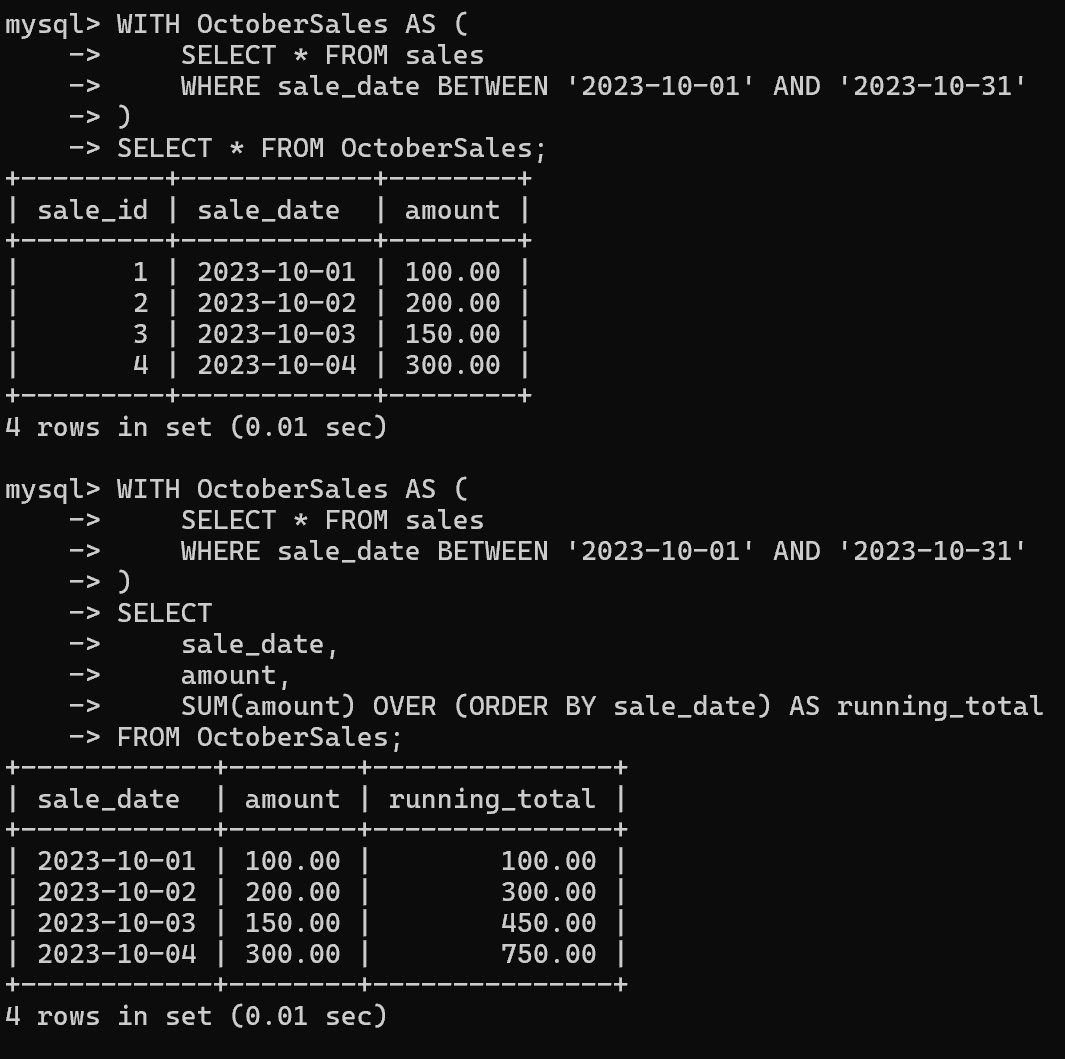 mysql> WITH OctoberSales AS (
    ->     SELECT * FROM sales
    ->     WHERE sale_date BETWEEN '2023-10-01' AND '2023-10-31'
    -> )
    -> SELECT * FROM OctoberSales;
+---------+------------+--------+
| sale_id | sale_date  | amount |
+---------+------------+--------+
|       1 | 2023-10-01 | 100.00 |
|       2 | 2023-10-02 | 200.00 |
|       3 | 2023-10-03 | 150.00 |
|       4 | 2023-10-04 | 300.00 |
+---------+------------+--------+
4 rows in set (0.01 sec)

mysql> WITH OctoberSales AS (
    ->     SELECT * FROM sales
    ->     WHERE sale_date BETWEEN '2023-10-01' AND '2023-10-31'
    -> )
    -> SELECT
    ->     sale_date,
    ->     amount,
    ->     SUM(amount) OVER (ORDER BY sale_date) AS running_total
    -> FROM OctoberSales;
+------------+--------+---------------+
| sale_date  | amount | running_total |
+------------+--------+---------------+
| 2023-10-01 | 100.00 |        100.00 |
| 2023-10-02 | 200.00 |        300.00 |
| 2023-10-03 | 150.00 |        450.00 |
| 2023-10-04 | 300.00 |        750.00 |
+------------+--------+---------------+
4 rows in set (0.01 sec)